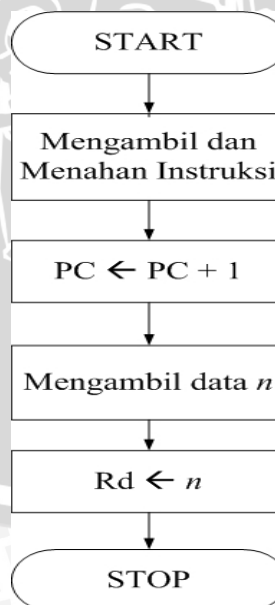 START
Mengambil dan
Menahan Instruksi
PC ← PC + 1
Mengambil data n
Rd ← n
STOP